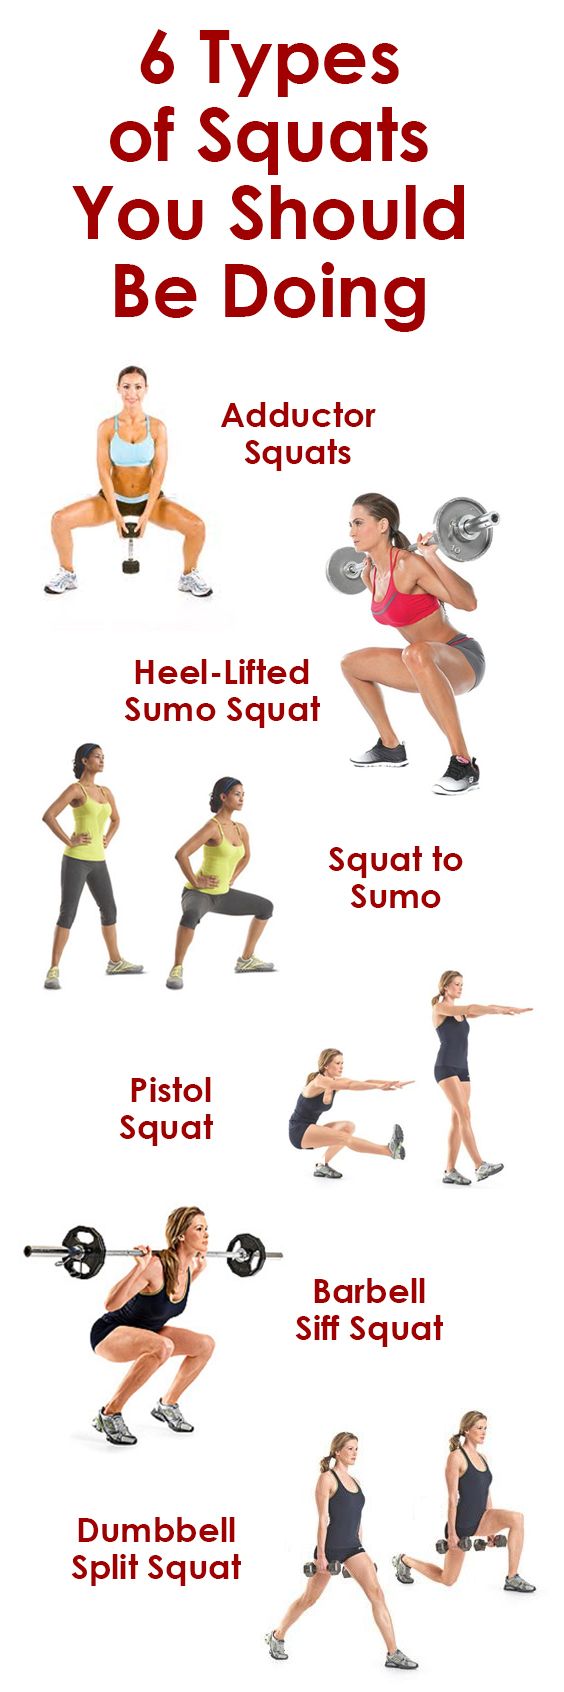 6 Types
of Squats
You Should
Be Doing
Adductor
Squats
10
Heel-Lifted
Sumo Squat
Squat to
Sumo
Pistol
Squat
Barbell
Siff Squat
Dumbbell
Split Squat